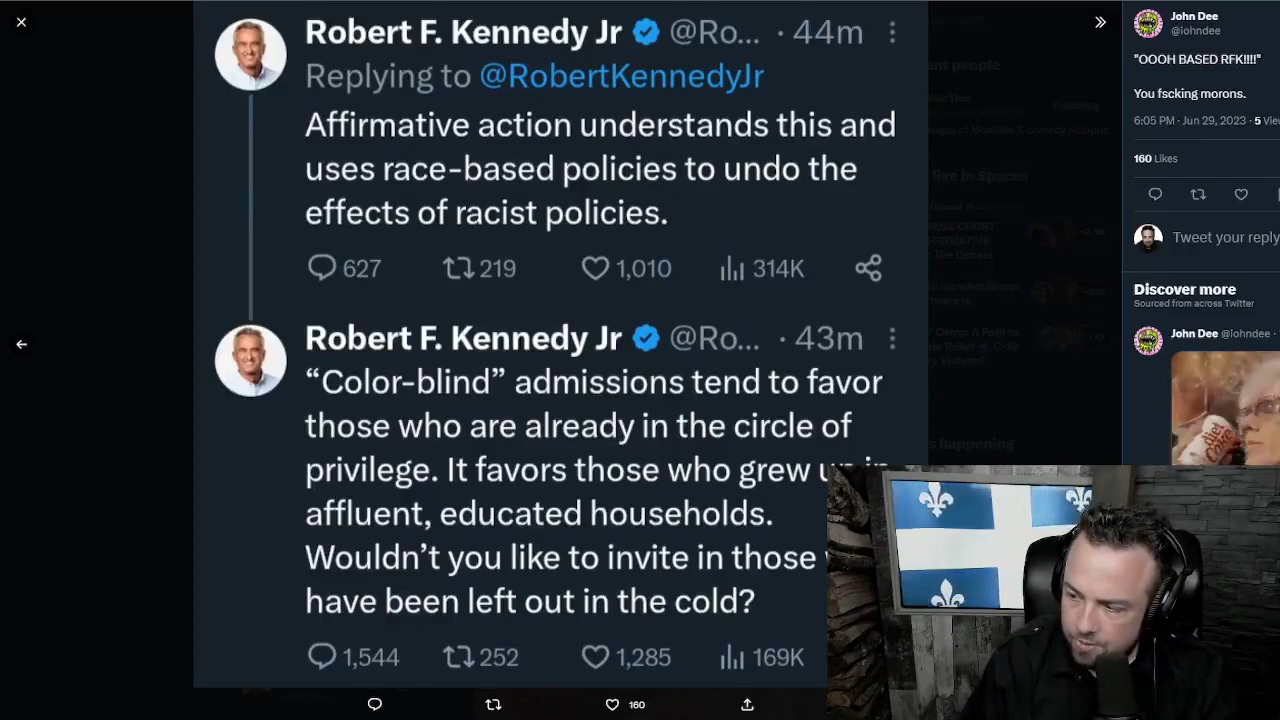 Robert F. Kennedy Jr @Ro... · 44m
Replying to @RobertKennedyJr
Affirmative action understands this and
uses race-based policies to undo the
effects of racist policies.
627 219 1,010 314K
Robert F. Kennedy Jr @Ro... · 43m
“Color-blind” admissions tend to favor
those who are already in the circle of
privilege. It favors those who grew
affluent, educated households.
Wouldn’t you like to invite in those
have been left out in the cold?
1,544 252 1,285 169K
160
John Dee
@iohndee
"OOOH BASED RFK!!!!"
You fscking morons.
6:05 PM · Jun 29, 2023 · 5
160 Likes
Tweet your reply
Discover more
Sourced from across Twitter
John Dee @iohndee ·
Diet
Coke